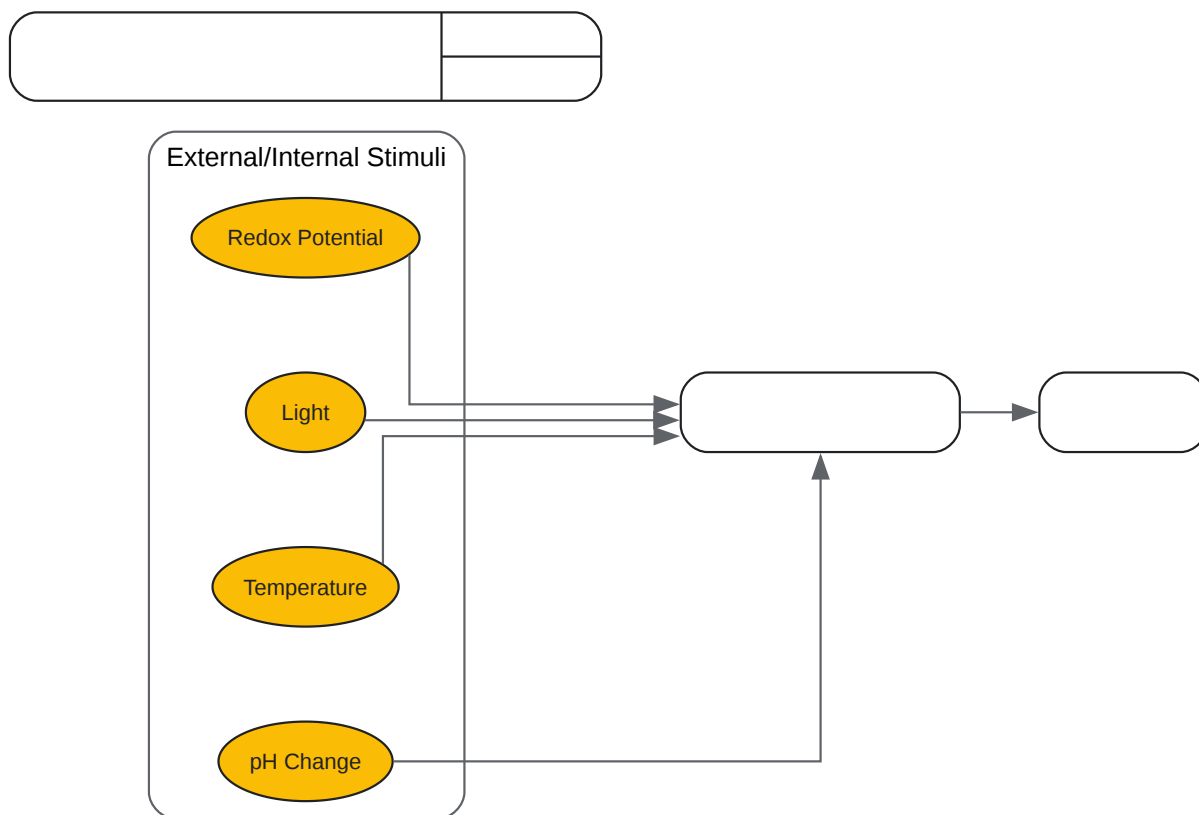 External/Internal Stimuli
Redox Potential
Light
Temperature
pH Change